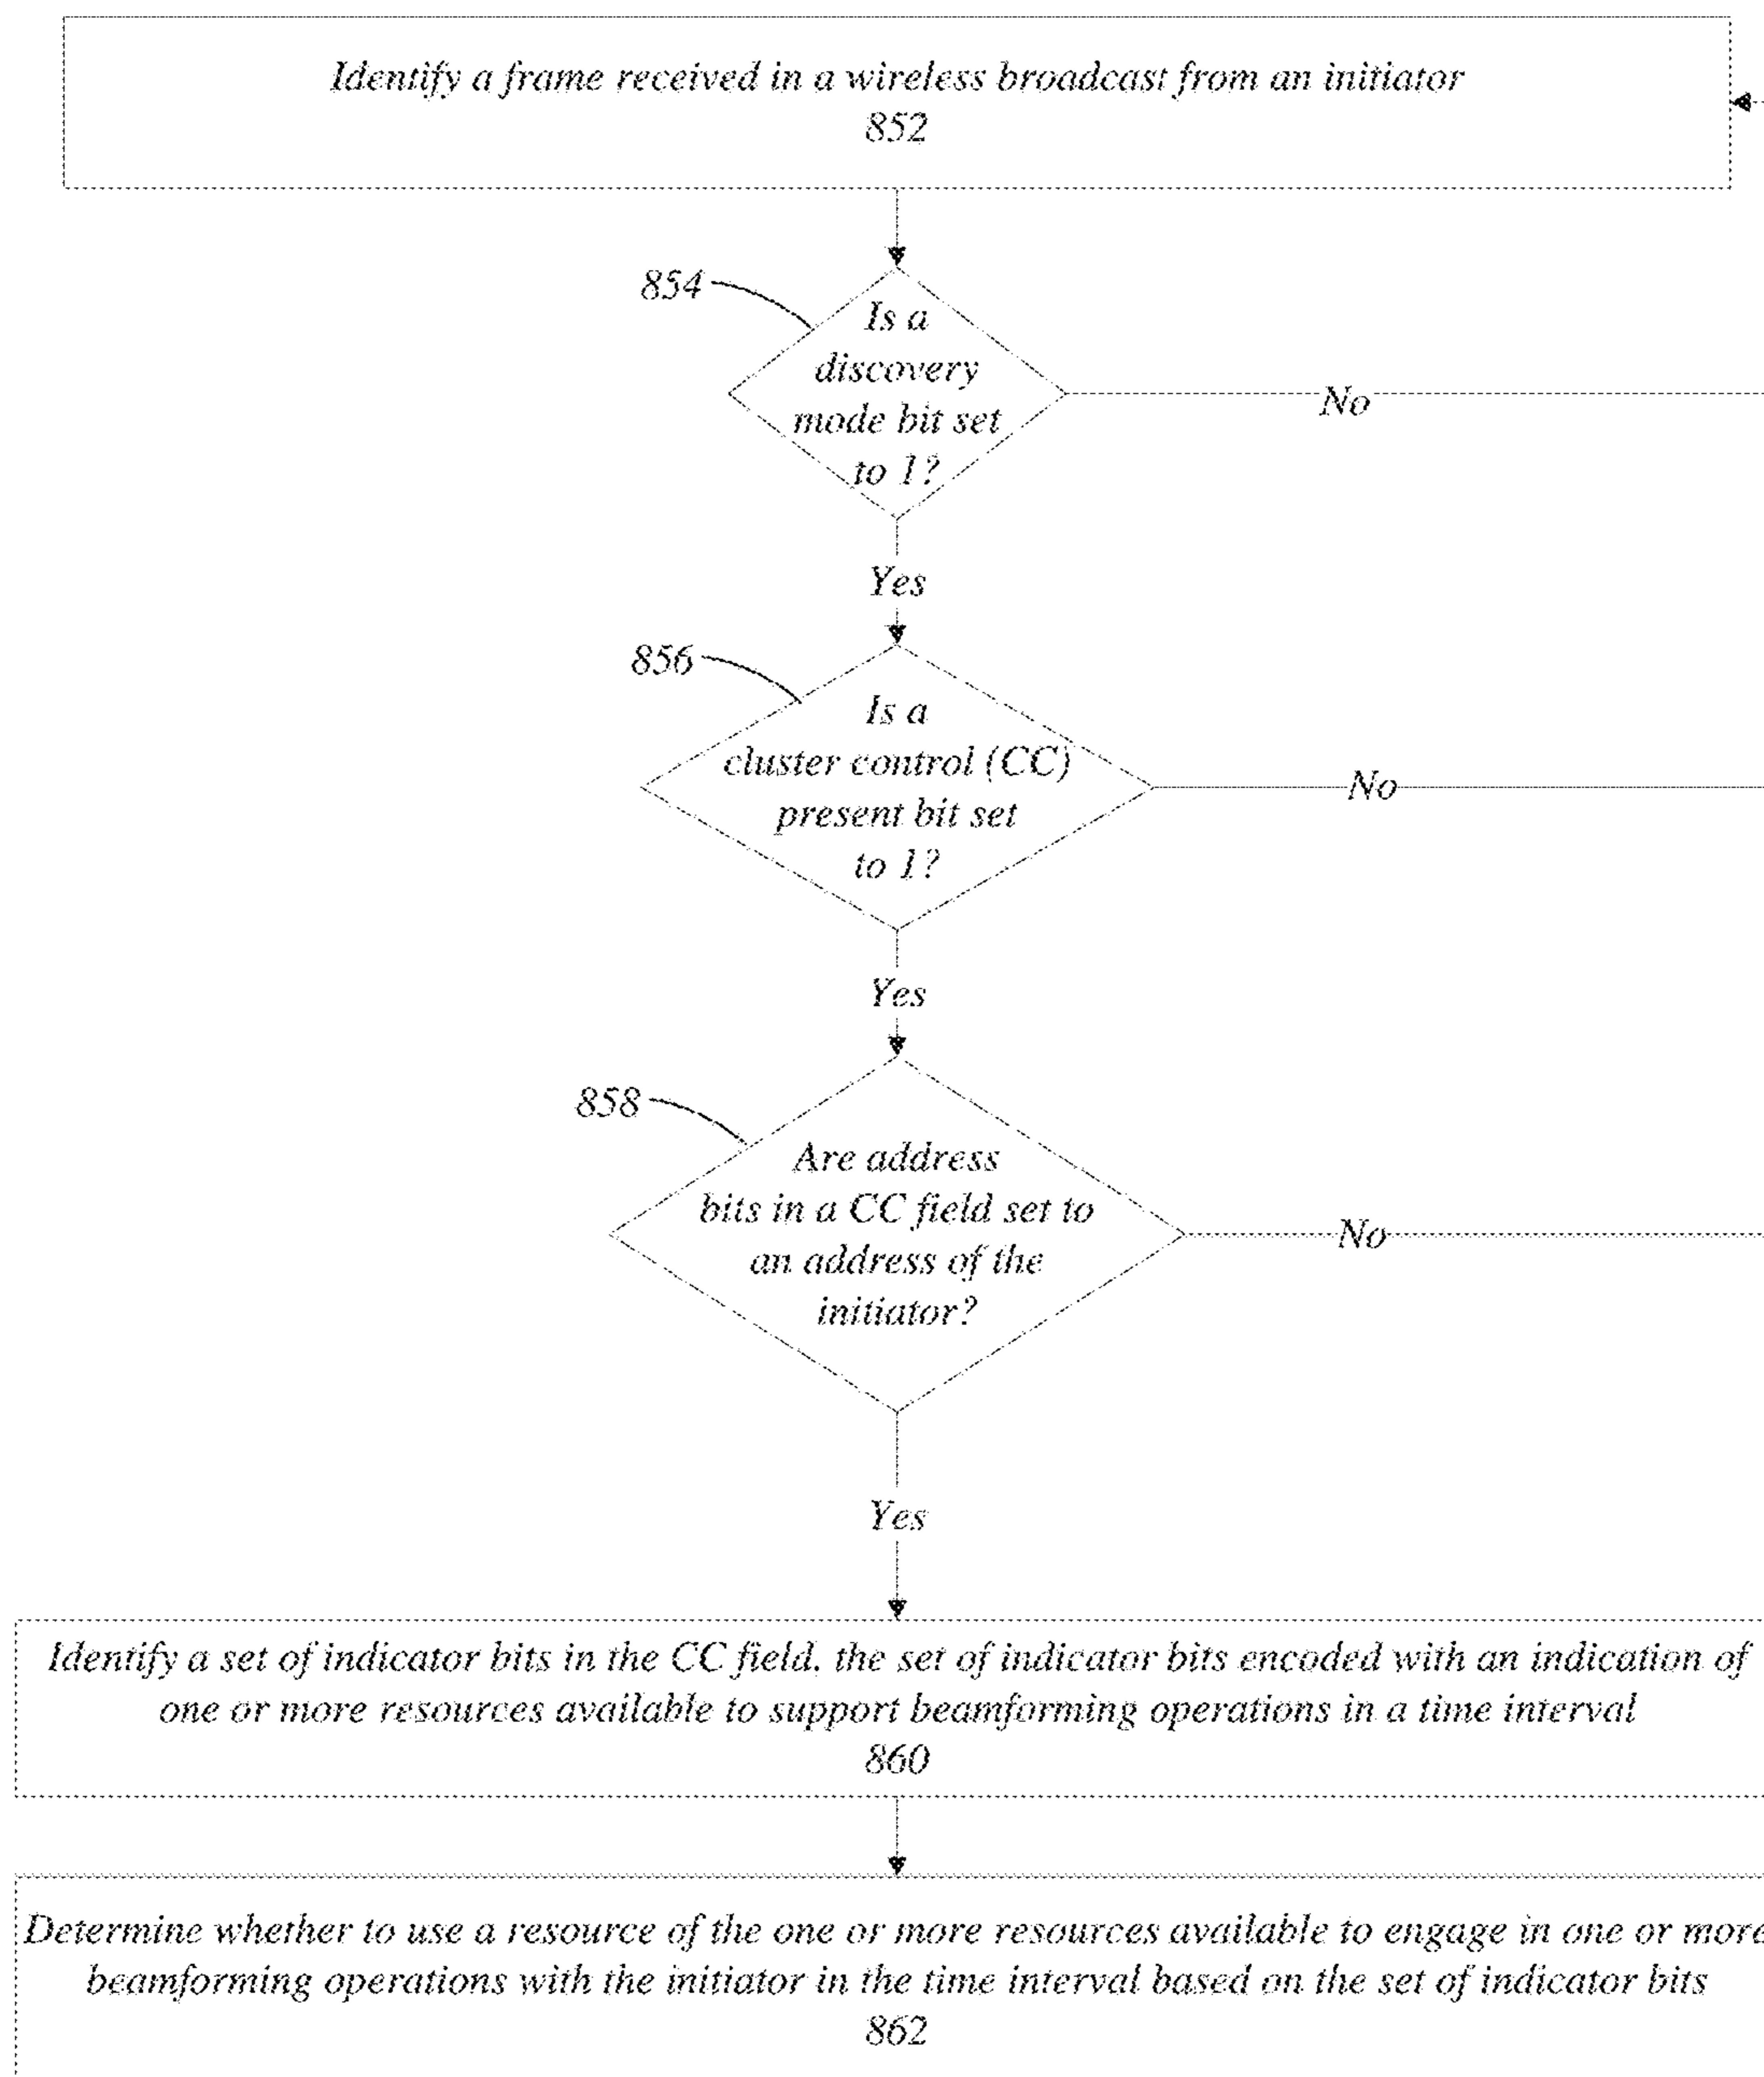 Identify a frame received in a wireless broadcast from an initiator
852
854
Is a
discovery
mode bit set
to 1?
No
Yes
856
Is a
cluster control (CC)
present bit set
to 1?
No
Yes
858
Are address
bits in a CC field set to
an address of the
initiator?
No
Yes
Identify a set of indicator bits in the CC field, the set of indicator bits encoded with an indication of
one or more resources available to support beamforming operations in a time interval
860
Determine whether to use a resource of the one or more resources available to engage in one or more
beamforming operations with the initiator in the time interval based on the set of indicator bits
862